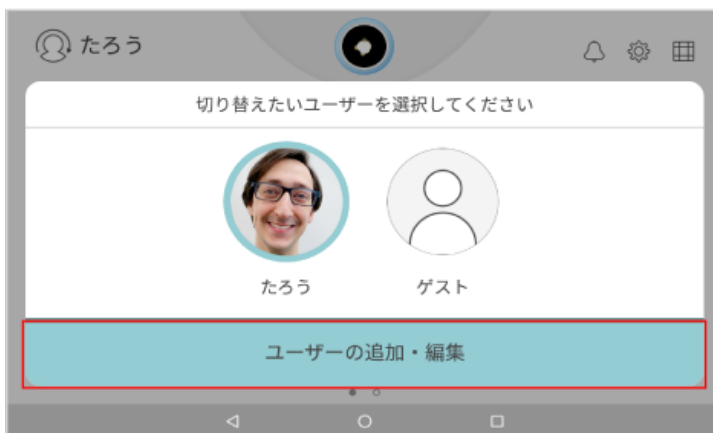 たろう
切り替えたいユーザーを選択してください
たろう
ゲスト
ユーザーの追加・編集